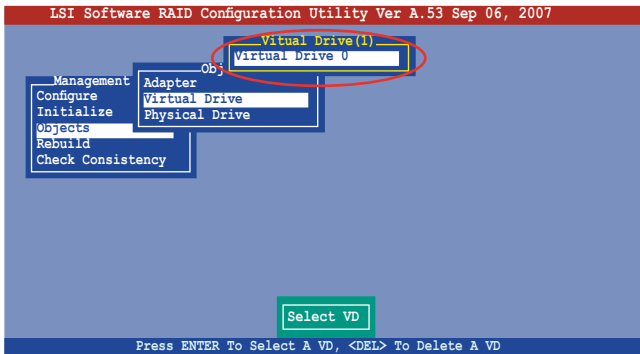 LSI Software RAID Configuration Utility Ver A.53 Sep 06, 2007
Vitual Drive(1)
Virtual Drive 0
Obj
Adapter
Virtual Drive
Physical Drive
Management
Configure
Initialize
Objects
Rebuild
Check Consistency
Select VD
Press ENTER To Select A VD, <DEL> To Delete A VD